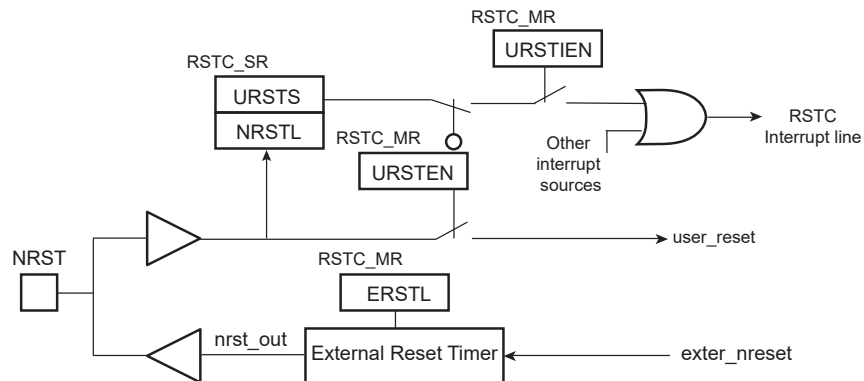 RSTC_MR
URSTIEN
RSTC_SR
URSTS
NRSTL
RSTC_MR
URSTEN
RSTC
Interrupt line
Other
interrupt
sources
NRST
user_reset
RSTC_MR
ERSTL
nrst_out
External Reset Timer
exter_nreset